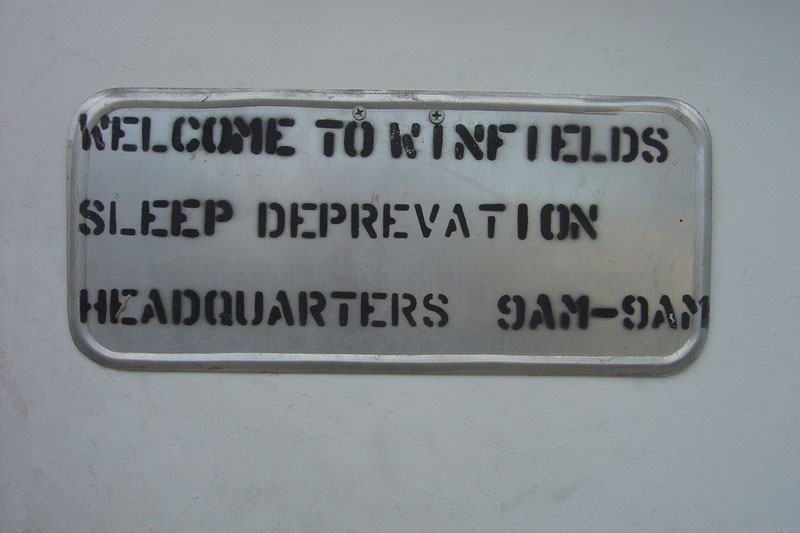 WELCOME TO WINFIELDS
SLEEP DEPREVATION
HEADQUARTERS 9AM-9AM